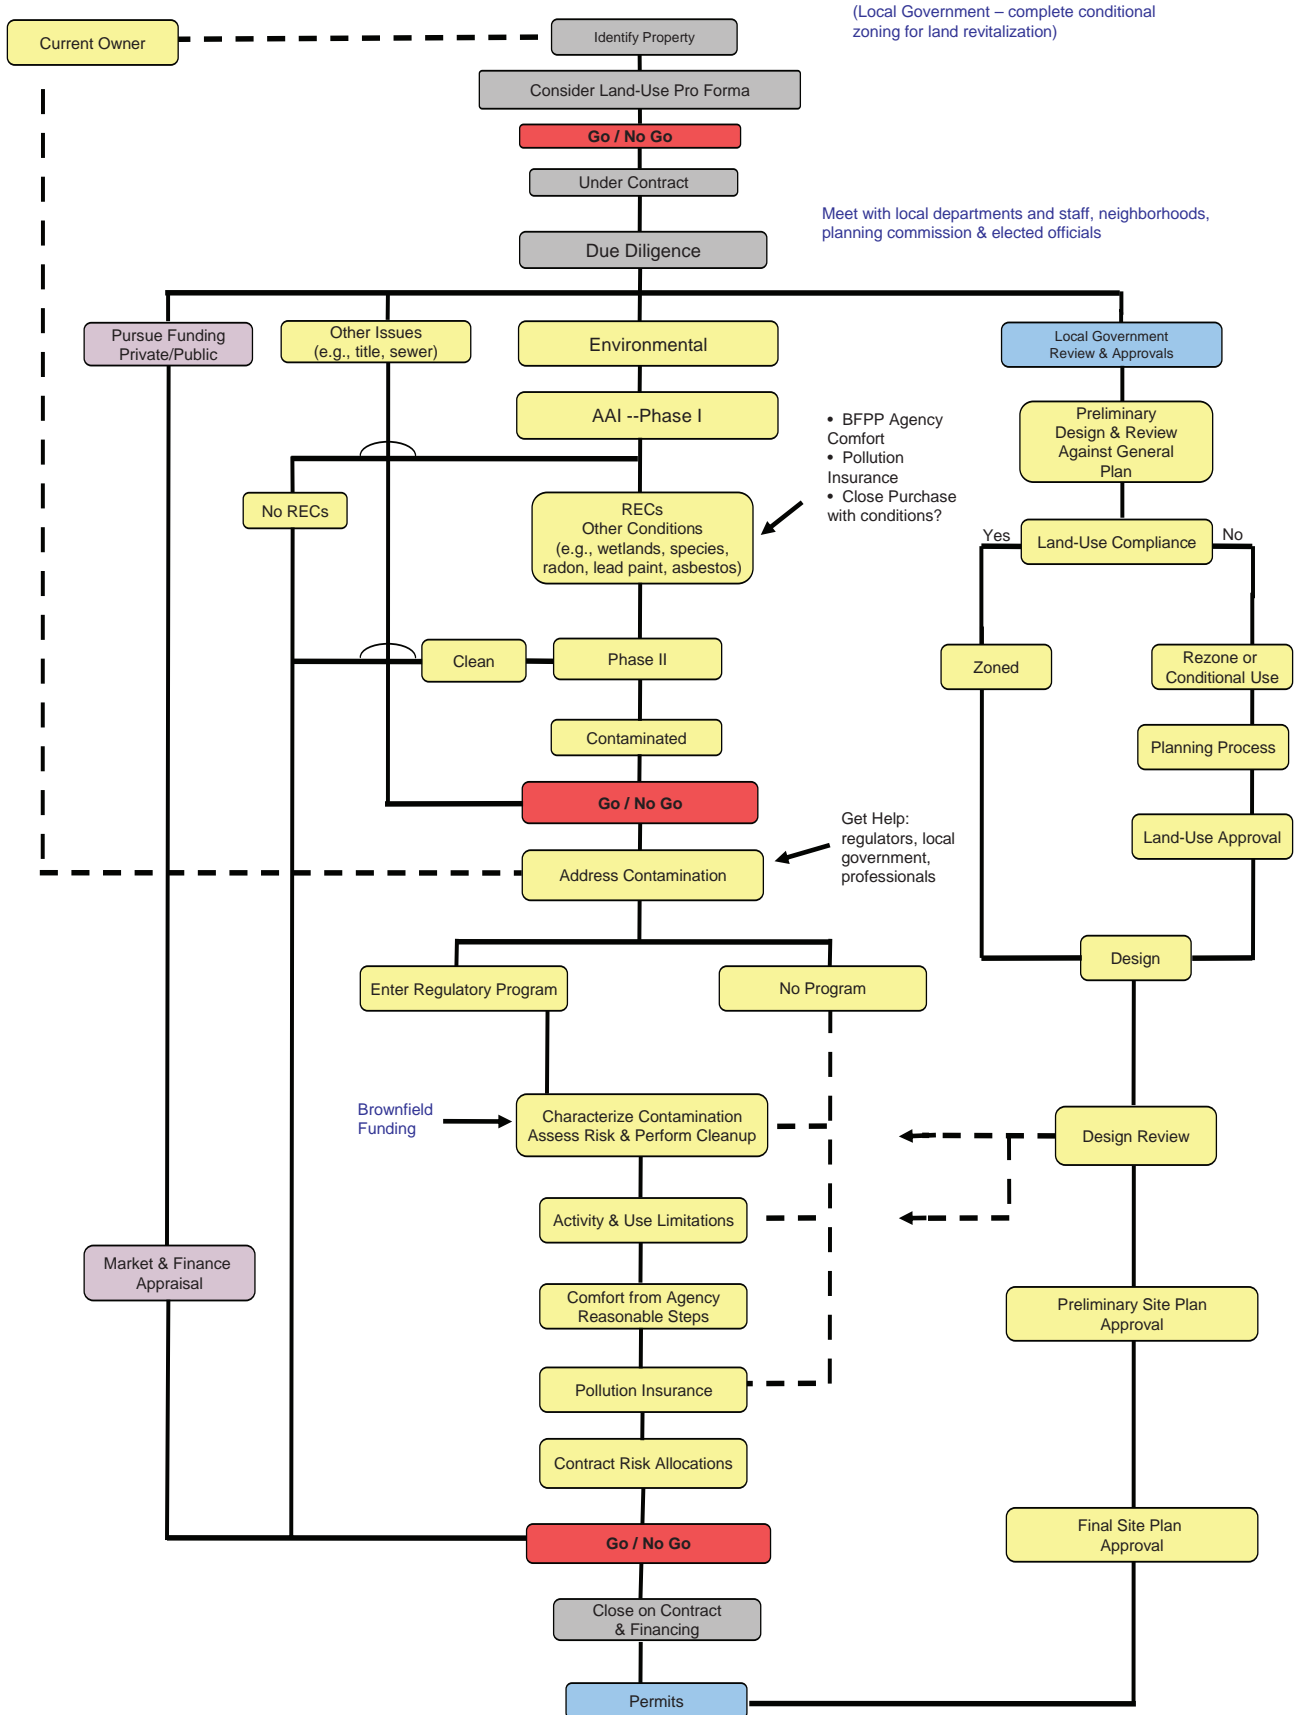 (Local Government – complete conditional
zoning for land revitalization)
Current Owner
Identify Property
Consider Land-Use Pro Forma
Go / No Go
Under Contract
Meet with local departments and staff, neighborhoods,
planning commission & elected officials
Due Diligence
Pursue Funding
Private/Public
Other Issues
(e.g., title, sewer)
Environmental
Local Government
Review & Approvals
AAI --Phase I
• BFPP Agency
Comfort
• Pollution
Insurance
• Close Purchase
with conditions?
Preliminary
Design & Review
Against General
Plan
No RECs
RECs
Other Conditions
(e.g., wetlands, species,
radon, lead paint, asbestos)
Yes
Land-Use Compliance
No
Clean
Phase II
Zoned
Rezone or
Conditional Use
Contaminated
Planning Process
Go / No Go
Get Help:
regulators, local
government,
professionals
Land-Use Approval
Address Contamination
Design
Enter Regulatory Program
No Program
Brownfield
Funding
Characterize Contamination
Assess Risk & Perform Cleanup
Design Review
Activity & Use Limitations
Market & Finance
Appraisal
Comfort from Agency
Reasonable Steps
Preliminary Site Plan
Approval
Pollution Insurance
Contract Risk Allocations
Go / No Go
Final Site Plan
Approval
Close on Contract
& Financing
Permits